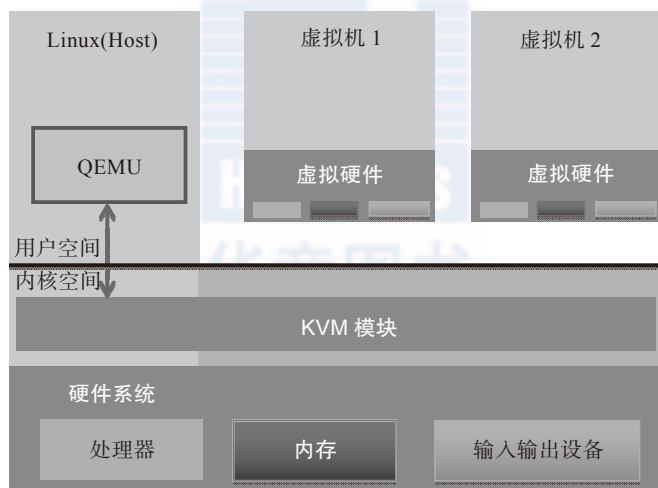 Linux(Host)
虚拟机 1
虚拟机 2
QEMU
虚拟硬件
虚拟硬件
用户空间
内核空间
KVM 模块
硬件系统
处理器
内存
输入输出设备